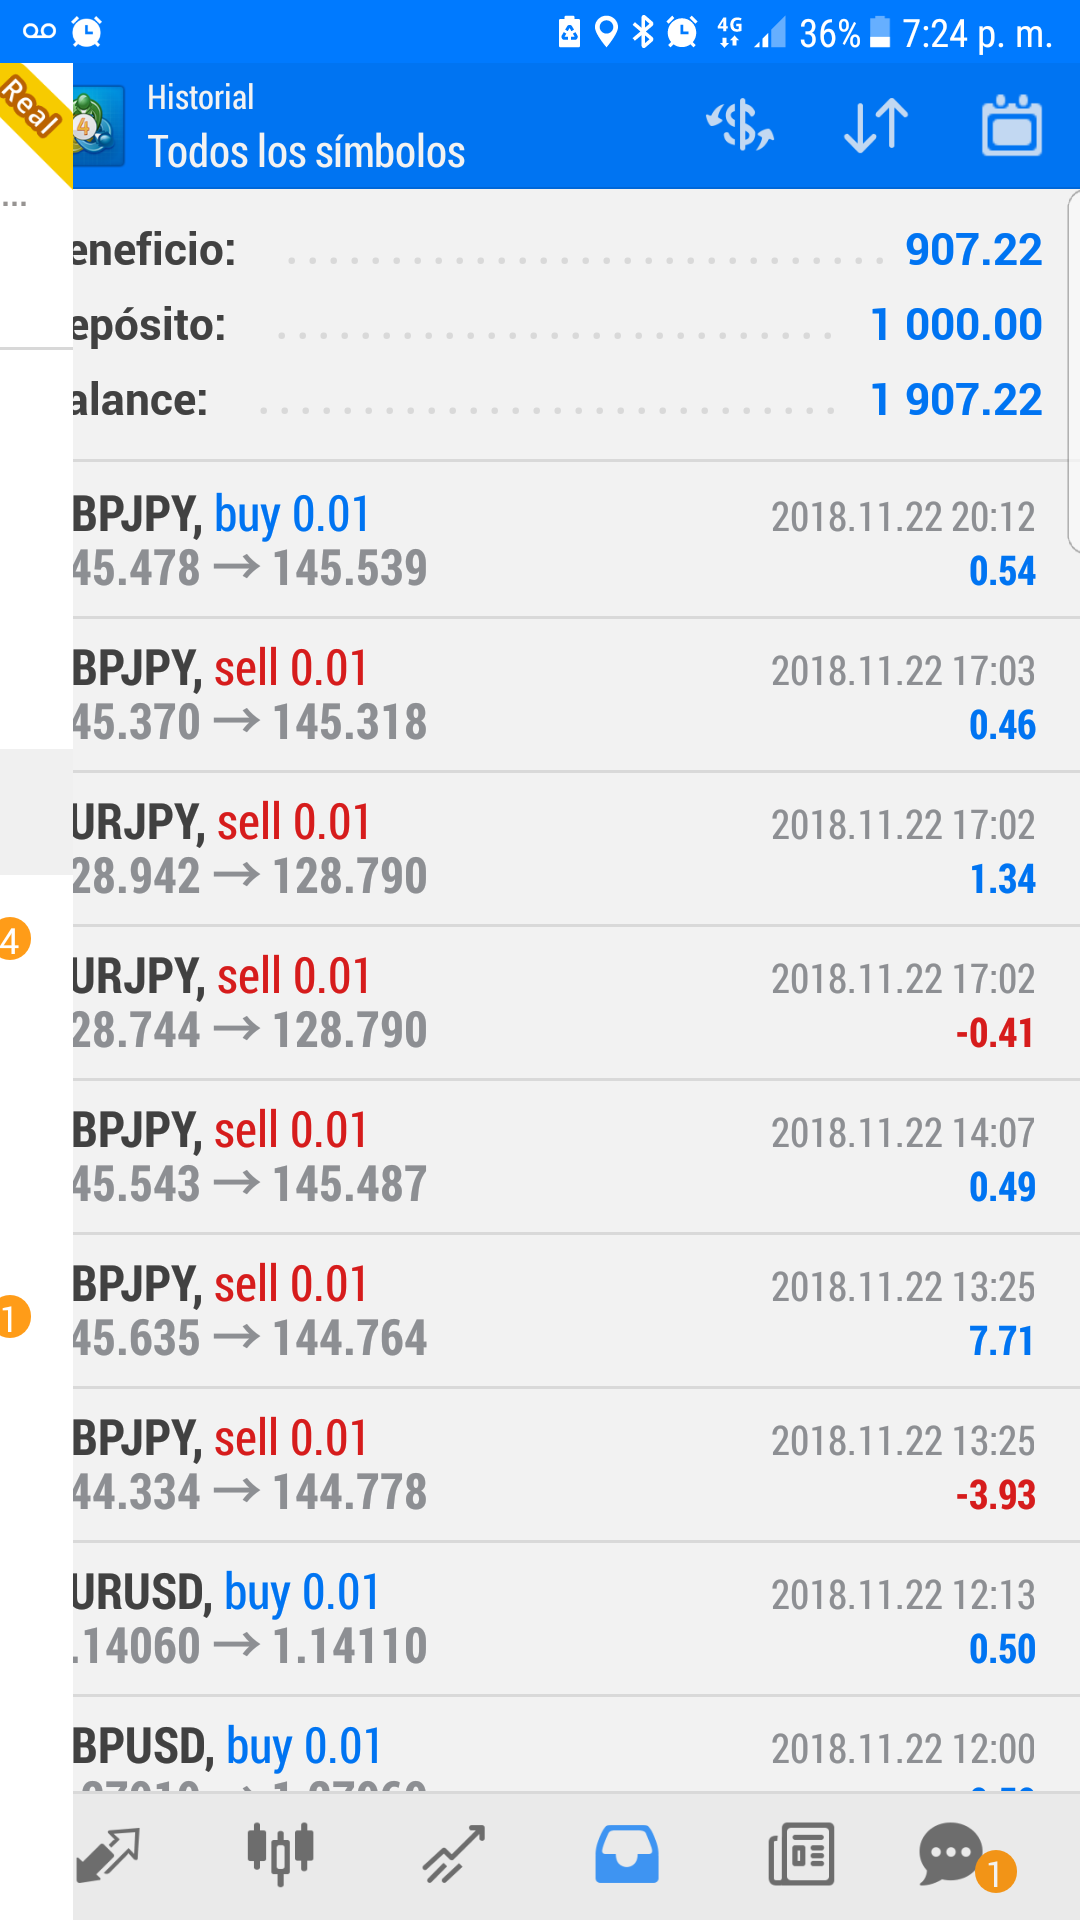 36% 7:24 p. m.
4G
Real
4
Historial
Todos los símbolos
...
eneficio: 907.22
epósito: 1 000.00
alance: 1 907.22
BPJPY, buy 0.01 2018.11.22 20:12
45.478 → 145.539 0.54
BPJPY, sell 0.01 2018.11.22 17:03
45.370 → 145.318 0.46
URJPY, sell 0.01 2018.11.22 17:02
28.942 → 128.790 1.34
4
URJPY, sell 0.01 2018.11.22 17:02
28.744 → 128.790 -0.41
BPJPY, sell 0.01 2018.11.22 14:07
45.543 → 145.487 0.49
BPJPY, sell 0.01 2018.11.22 13:25
1
45.635 → 144.764 7.71
BPJPY, sell 0.01 2018.11.22 13:25
44.334 → 144.778 -3.93
URUSD, buy 0.01 2018.11.22 12:13
.14060 → 1.14110 0.50
BPUSD, buy 0.01 2018.11.22 12:00
1